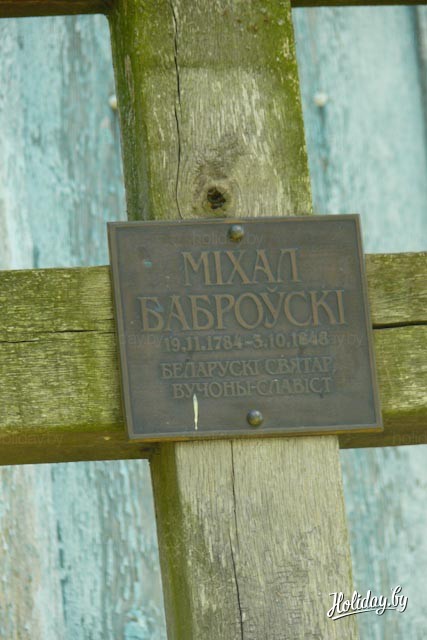 МІХАЛ
БАБРОЎСКІ
19.11.1784-3.10.1848
БЕЛАРУСКІ СВЯТАР,
ВУЧОНЫ-СЛАВІСТ
Holiday.by